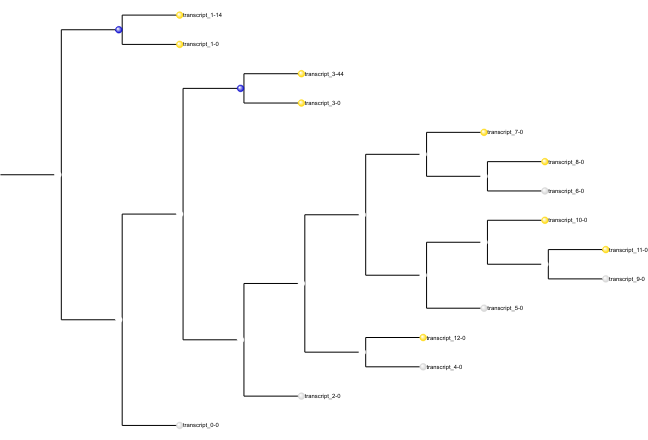 transcript_1-14
transcript_1-0
transcript_3-44
transcript_3-0
transcript_7-0
transcript_8-0
transcript_6-0
transcript_10-0
transcript_11-0
transcript_9-0
transcript_5-0
transcript_12-0
transcript_4-0
transcript_2-0
transcript_0-0